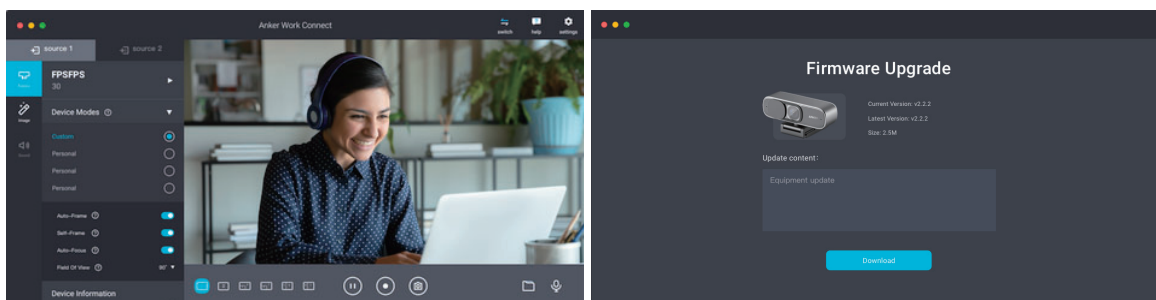 Anker Work Connect
switch
help
settings
source 1
source 2
FPSFPS
30
Device Modes
Image
Custom
Personal
Personal
Personal
Auto-Frame
Self-Frame
Auto-Focus
Field Of View
90°
Device Information
Firmware Upgrade
Current Version: v2.2.2
Latest Version: v2.2.2
Size: 2.5M
Update content:
Equipment update
Download